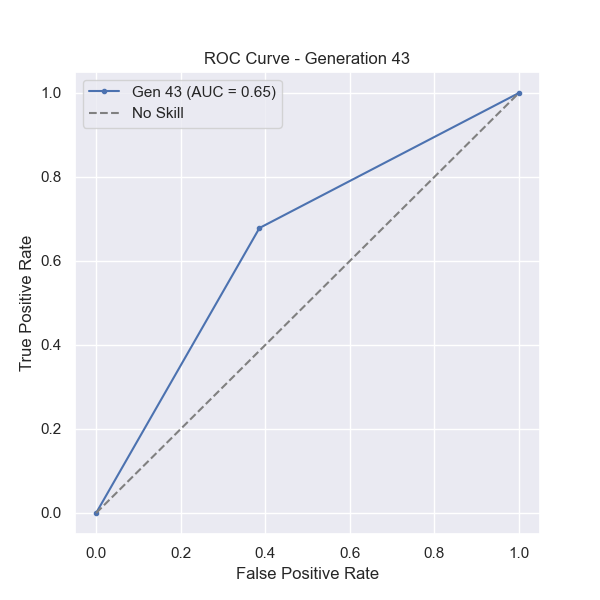 ROC Curve - Generation 43
Gen 43 (AUC = 0.65)
No Skill
1.0
0.8
0.6
0.4
0.2
0.0
True Positive Rate
0.0 0.2 0.4 0.6 0.8 1.0
False Positive Rate